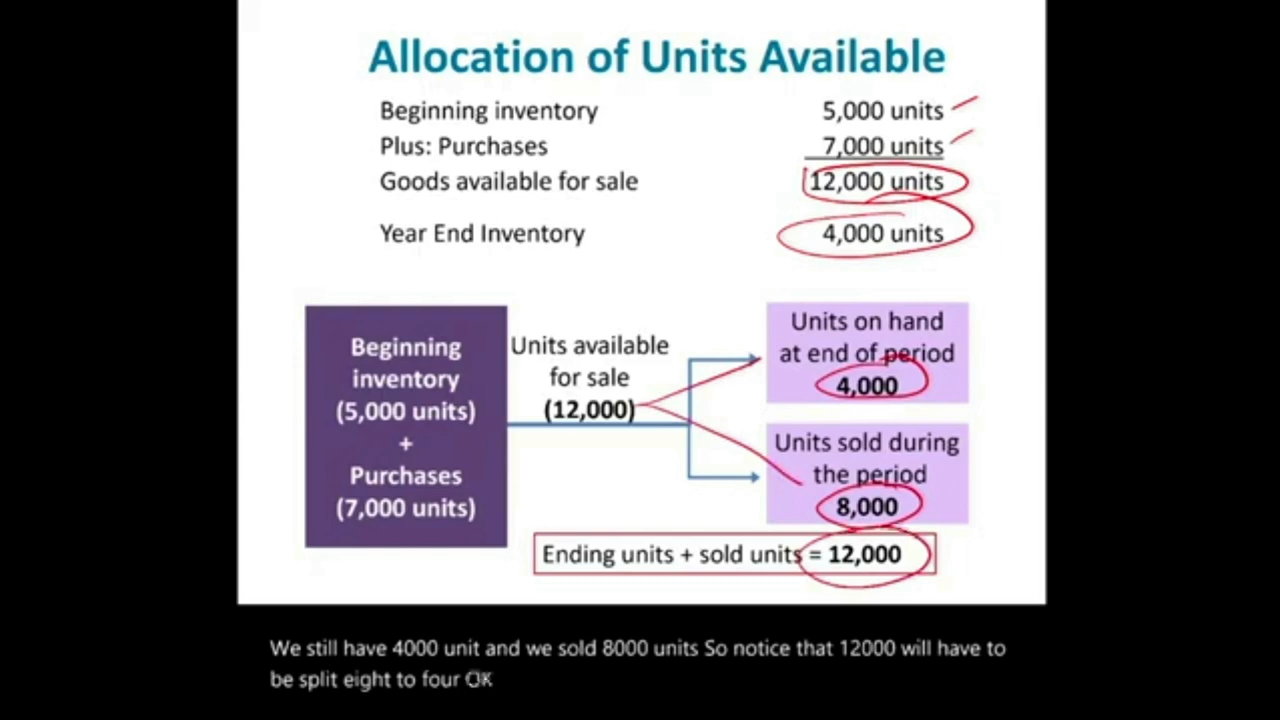 Allocation of Units Available
Beginning inventory 5,000 units
Plus: Purchases 7,000 units
Goods available for sale 12,000 units
Year End Inventory 4,000 units
Beginning
inventory
(5,000 units)
+
Purchases
(7,000 units)
Units available
for sale
(12,000)
Units on hand
at end of period
4,000
Units sold during
the period
8,000
Ending units + sold units = 12,000
We still have 4000 unit and we sold 8000 units So notice that 12000 will have to
be split eight to four OK